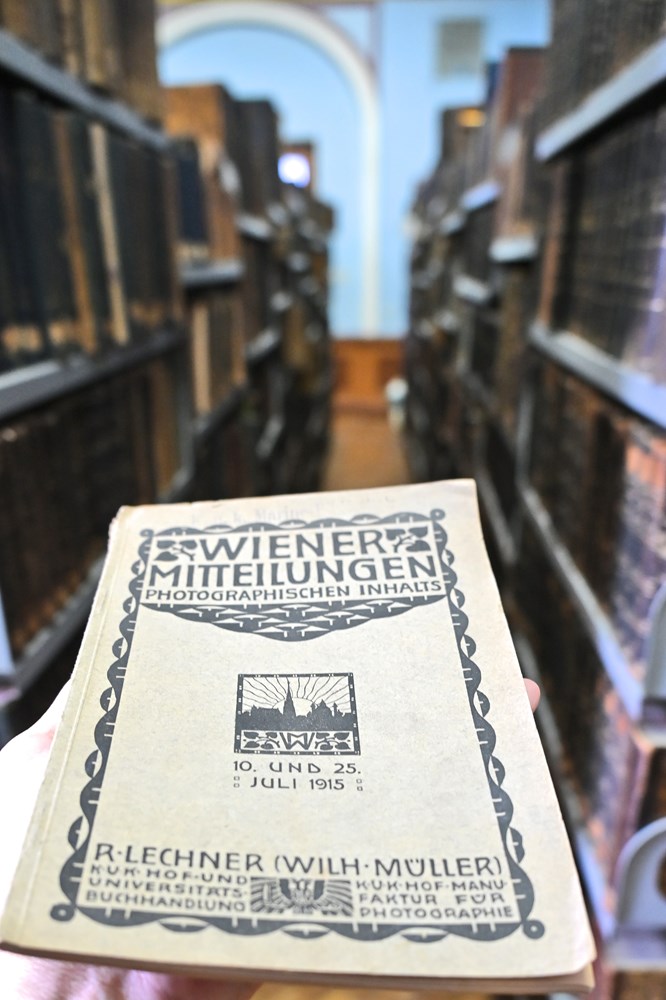 WIENER
MITTEILUNGEN
PHOTOGRAPHISCHEN INHALTS
W
10. UND 25.
JULI 1915
R·LECHNER (WILH·MÜLLER)
K·U·K·HOF-UND
UNIVERSITÄTS-
BUCHHANDLUNG
K·U·K·HOF-MANU-
FAKTUR FÜR
PHOTOGRAPHIE